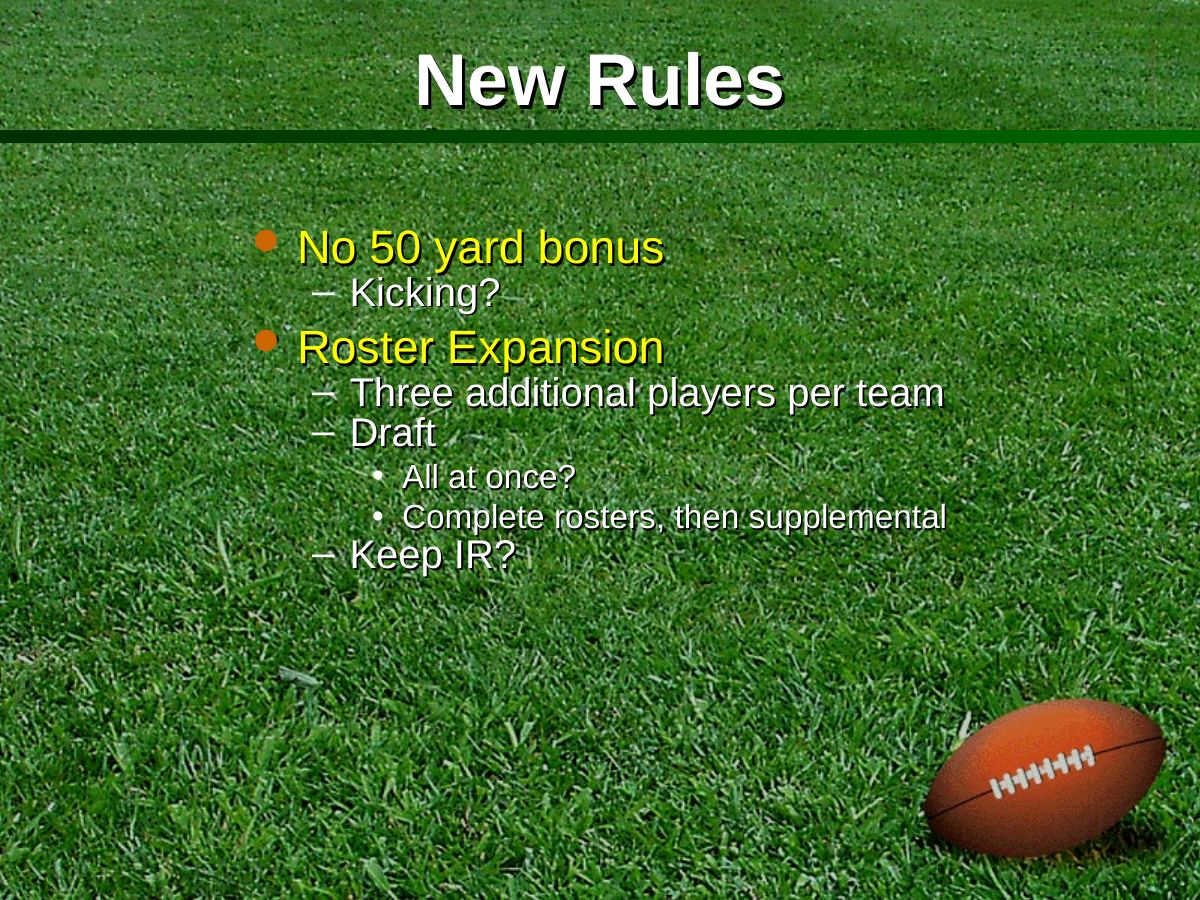 New Rules
No 50 yard bonus
– Kicking?
Roster Expansion
– Three additional players per team
– Draft
• All at once?
• Complete rosters, then supplemental
– Keep IR?